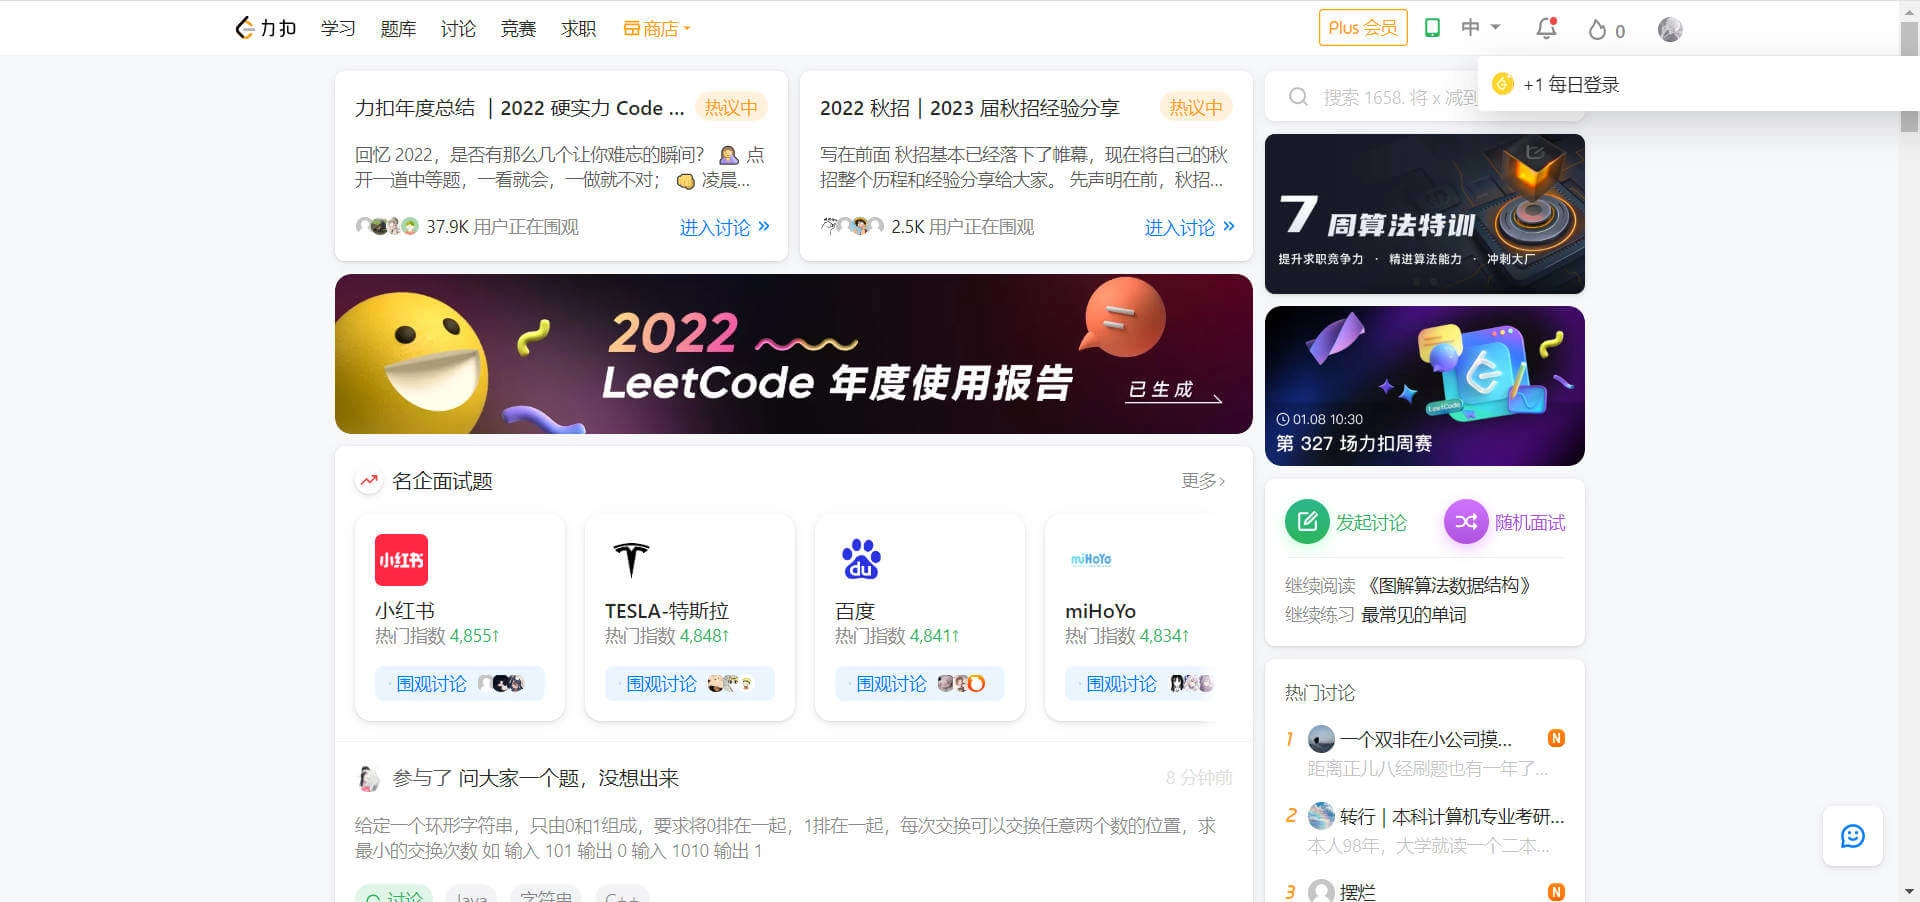 力扣 学习 题库 讨论 竞赛 求职 商店 Plus 会员 中 0
+1 每日登录
力扣年度总结 ｜2022 硬实力 Code ... 热议中
回忆 2022，是否有那么几个让你难忘的瞬间？ 点
开一道中等题，一看就会，一做就不对； 凌晨...
37.9K 用户正在围观 进入讨论
2022 秋招｜2023 届秋招经验分享 热议中
写在前面 秋招基本已经落下了帷幕，现在将自己的秋
招整个历程和经验分享给大家。 先声明在前，秋招...
2.5K 用户正在围观 进入讨论
搜索 1658. 将 x 减到
7周算法特训
提升求职竞争力 · 精进算法能力 · 冲刺大厂
2022
LeetCode 年度使用报告 已生成
LeetCode
01.08 10:30
第 327 场力扣周赛
名企面试题 更多
小红书
小红书
热门指数 4,855↑
围观讨论
TESLA-特斯拉
热门指数 4,848↑
围观讨论
du
百度
热门指数 4,841↑
围观讨论
miHoYo
miHoYo
热门指数 4,834↑
围观讨论
发起讨论 随机面试
继续阅读 《图解算法数据结构》
继续练习 最常见的单词
参与了 问大家一个题，没想出来 8 分钟前
给定一个环形字符串，只由0和1组成，要求将0排在一起，1排在一起，每次交换可以交换任意两个数的位置，求
最小的交换次数 如 输入 101 输出 0 输入 1010 输出 1
讨论 Java 字符串 C++
热门讨论
1 一个双非在小公司摸... N
距离正儿八经刷题也有一年了...
2 转行｜本科计算机专业考研...
本人98年，大学就读一个二本...
3 摆烂 N